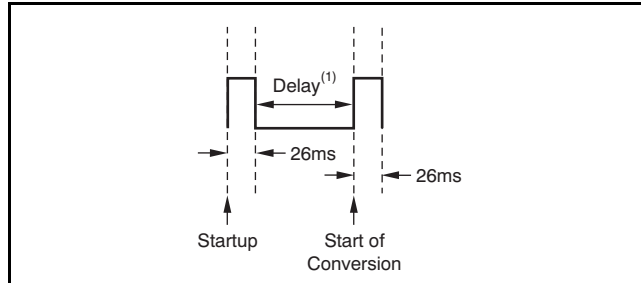 Delay(1)
26ms
26ms
Startup
Start of
Conversion